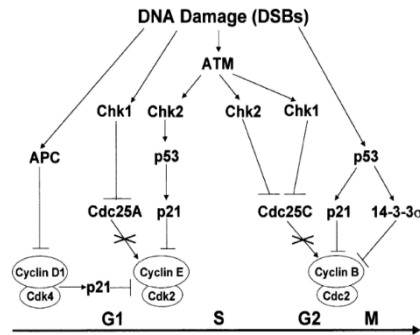 DNA Damage (DSBs)
ATM
Chk1 Chk2 Chk2 Chk1
APC p53 p53
Cdc25A p21 Cdc25C p21 14-3-3σ
Cyclin D1 Cyclin E Cyclin B
Cdk4 p21 Cdk2 Cdc2
G1 S G2 M